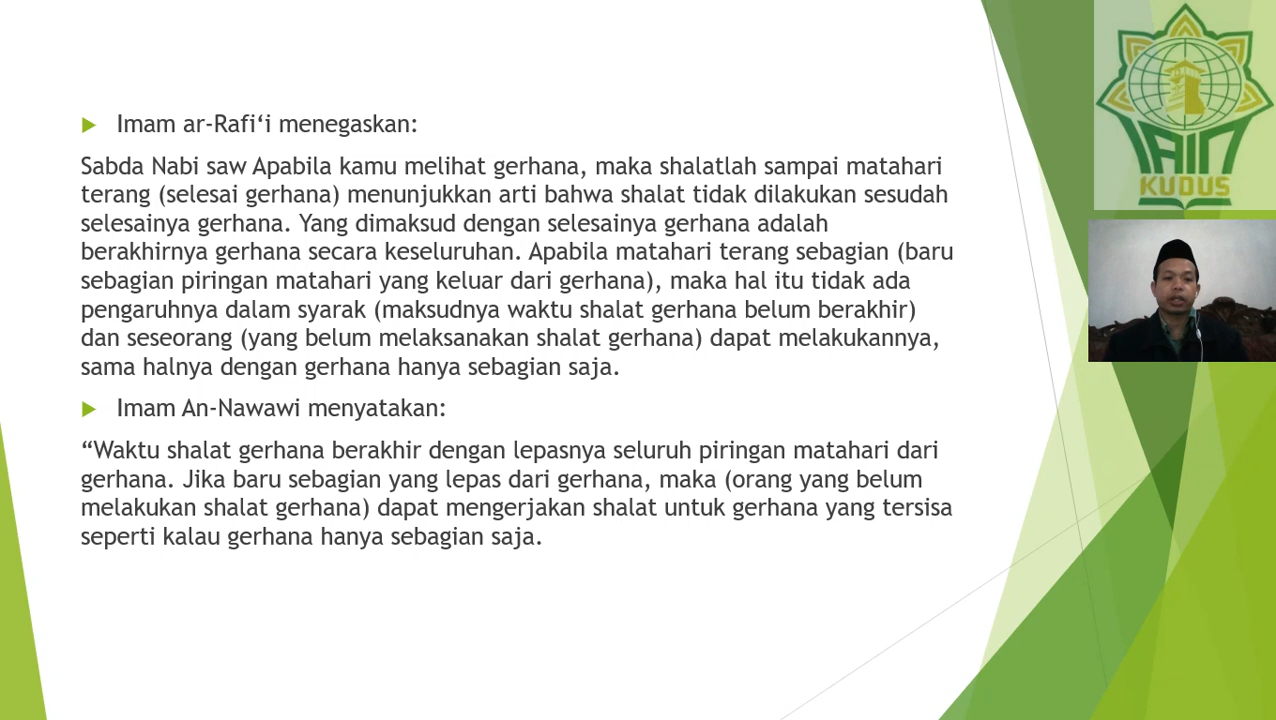 Imam ar-Rafi‘i menegaskan:
Sabda Nabi saw Apabila kamu melihat gerhana, maka shalatlah sampai matahari
terang (selesai gerhana) menunjukkan arti bahwa shalat tidak dilakukan sesudah
selesainya gerhana. Yang dimaksud dengan selesainya gerhana adalah
berakhirnya gerhana secara keseluruhan. Apabila matahari terang sebagian (baru
sebagian piringan matahari yang keluar dari gerhana), maka hal itu tidak ada
pengaruhnya dalam syarak (maksudnya waktu shalat gerhana belum berakhir)
dan seseorang (yang belum melaksanakan shalat gerhana) dapat melakukannya,
sama halnya dengan gerhana hanya sebagian saja.
Imam An-Nawawi menyatakan:
“Waktu shalat gerhana berakhir dengan lepasnya seluruh piringan matahari dari
gerhana. Jika baru sebagian yang lepas dari gerhana, maka (orang yang belum
melakukan shalat gerhana) dapat mengerjakan shalat untuk gerhana yang tersisa
seperti kalau gerhana hanya sebagian saja.
IAIN
KUDUS